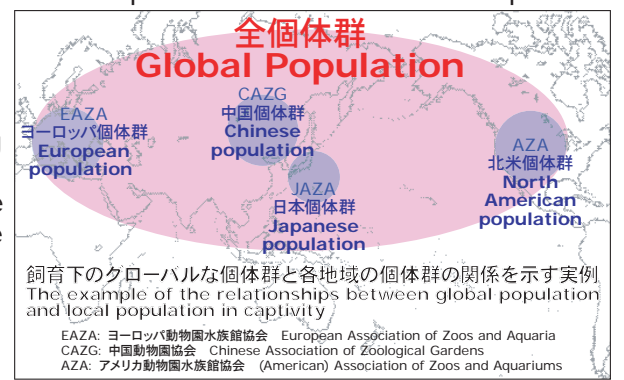 全個体群
Global Population
EAZA
ヨーロッパ個体群
European
population
CAZG
中国個体群
Chinese
population
JAZA
日本個体群
Japanese
population
AZA
北米個体群
North
American
population
飼育下のグローバルな個体群と各地域の個体群の関係を示す実例
The example of the relationships between global population
and local population in captivity
EAZA: ヨーロッパ動物園水族館協会 European Association of Zoos and Aquaria
CAZG: 中国動物園協会 Chinese Association of Zoological Gardens
AZA: アメリカ動物園水族館協会 (American) Association of Zoos and Aquariums